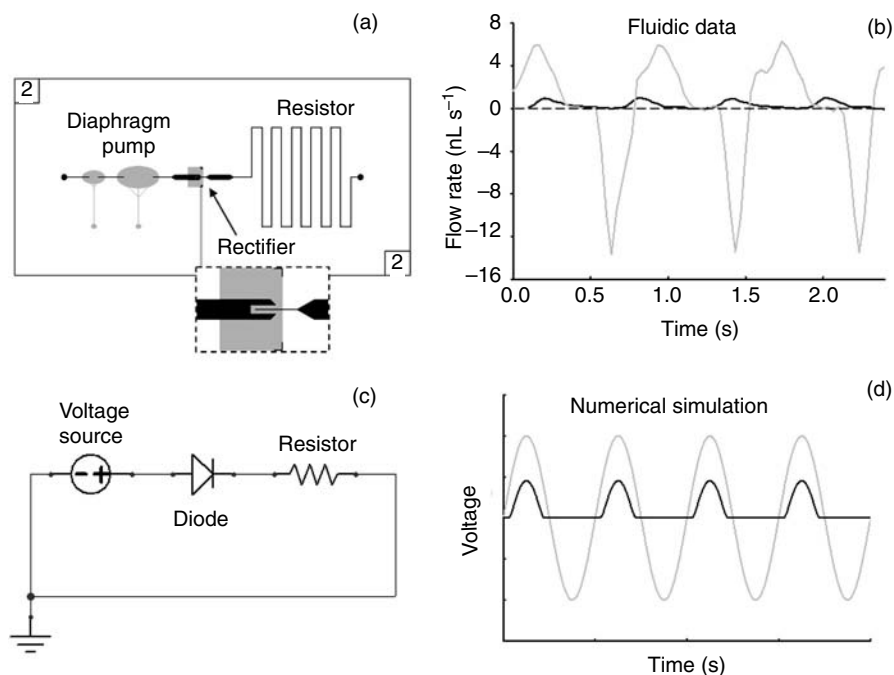 (a)
2
Diaphragm
pump
Resistor
Rectifier
2
(b)
Fluidic data
Flow rate (nL s⁻¹)
8
4
0
−4
−8
−12
−16
0.0 0.5 1.0 1.5 2.0
Time (s)
(c)
Voltage
source
Resistor
Diode
(d)
Numerical simulation
Voltage
Time (s)